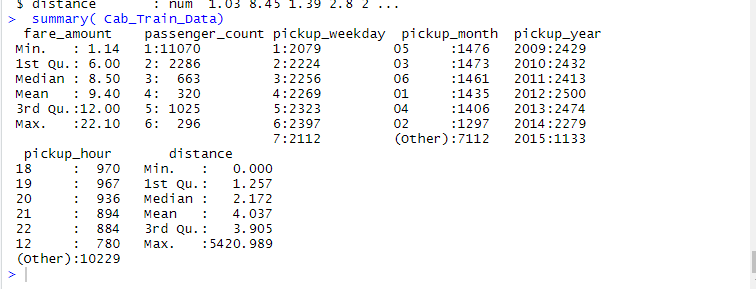 $ distance : num 1.03 8.45 1.39 2.8 2 ...
> summary( Cab_Train_Data)
fare_amount passenger_count pickup_weekday pickup_month pickup_year
Min. : 1.14 1:11070 1:2079 05 :1476 2009:2429
1st Qu.: 6.00 2: 2286 2:2224 03 :1473 2010:2432
Median : 8.50 3: 663 3:2256 06 :1461 2011:2413
Mean : 9.40 4: 320 4:2269 01 :1435 2012:2500
3rd Qu.:12.00 5: 1025 5:2323 04 :1406 2013:2474
Max. :22.10 6: 296 6:2397 02 :1297 2014:2279
7:2112 (Other):7112 2015:1133
pickup_hour distance
18 : 970 Min. : 0.000
19 : 967 1st Qu.: 1.257
20 : 936 Median : 2.172
21 : 894 Mean : 4.037
22 : 884 3rd Qu.: 3.905
12 : 780 Max. :5420.989
(Other):10229
>